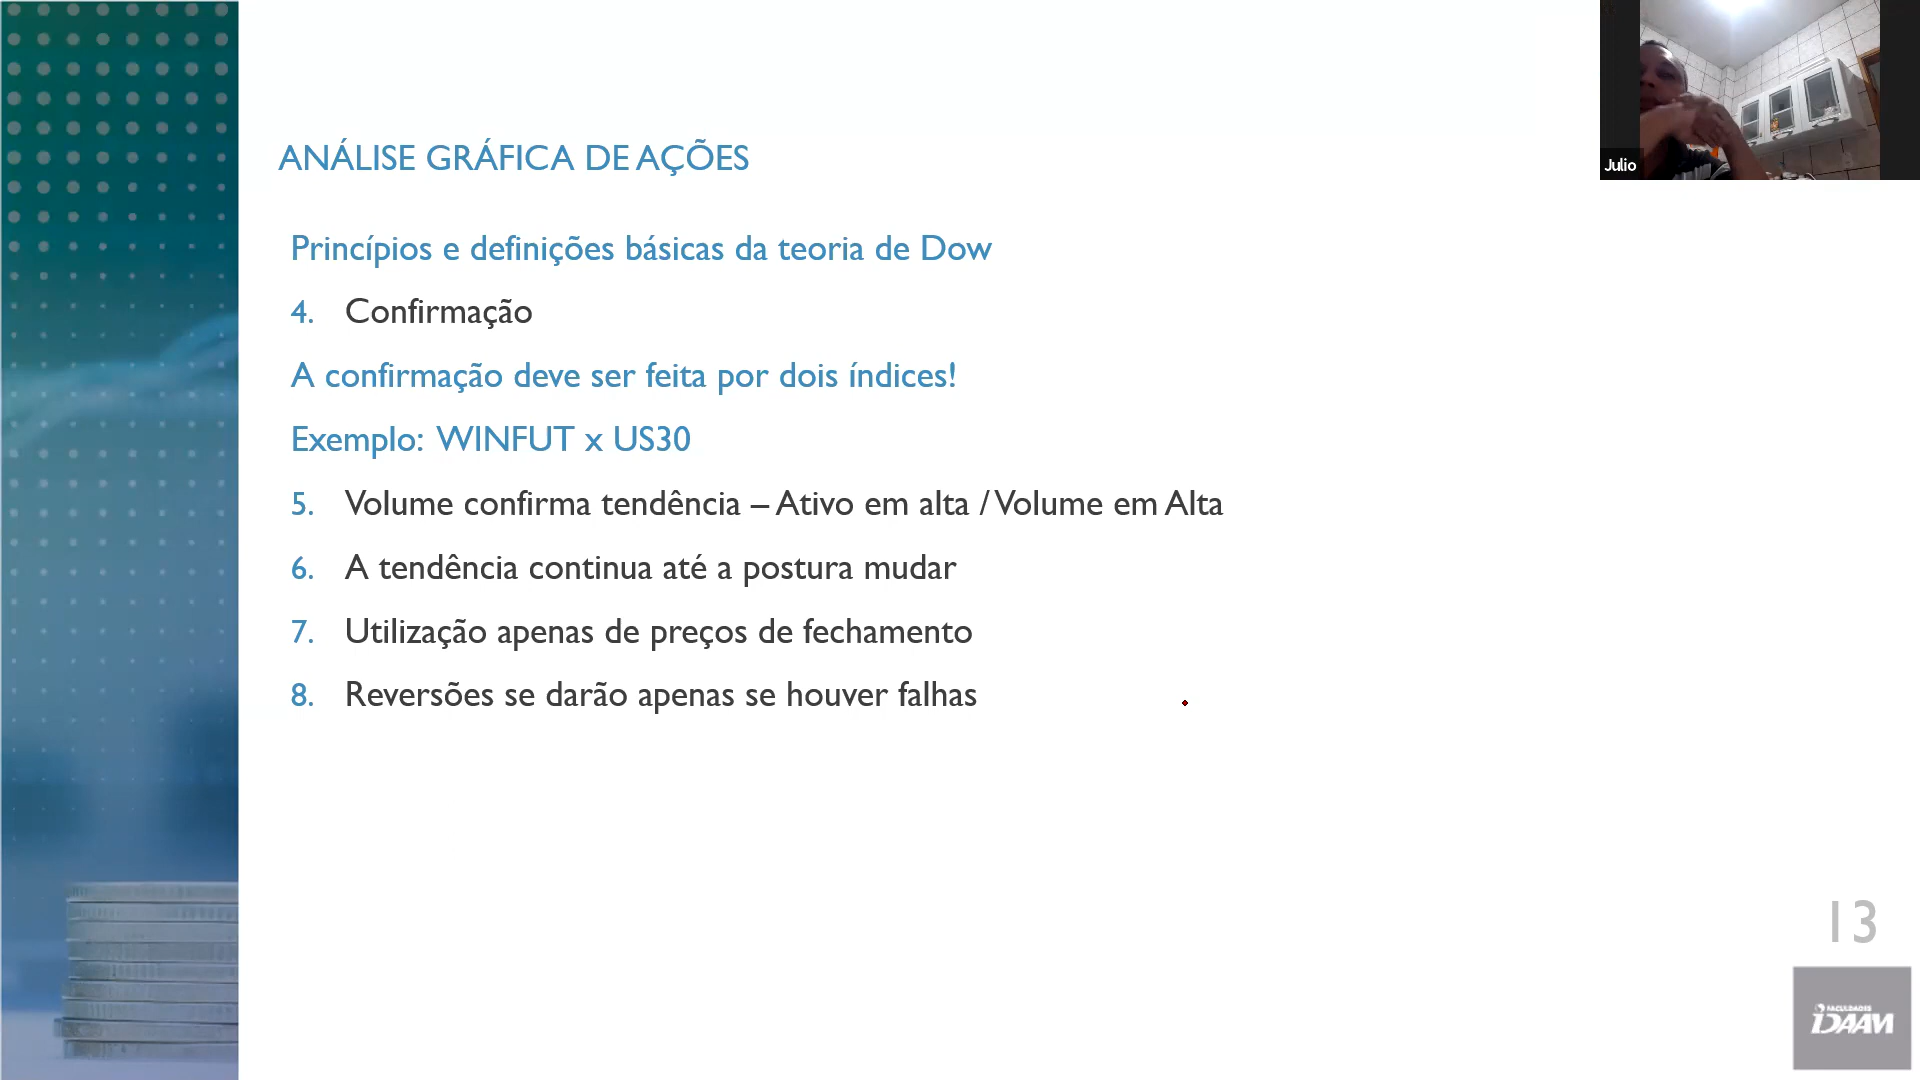 ANÁLISE GRÁFICA DE AÇÕES
Julio
Princípios e definições básicas da teoria de Dow
4. Confirmação
A confirmação deve ser feita por dois índices!
Exemplo: WINFUT x US30
5. Volume confirma tendência – Ativo em alta / Volume em Alta
6. A tendência continua até a postura mudar
7. Utilização apenas de preços de fechamento
8. Reversões se darão apenas se houver falhas
13
FACULDADES
IDAAM